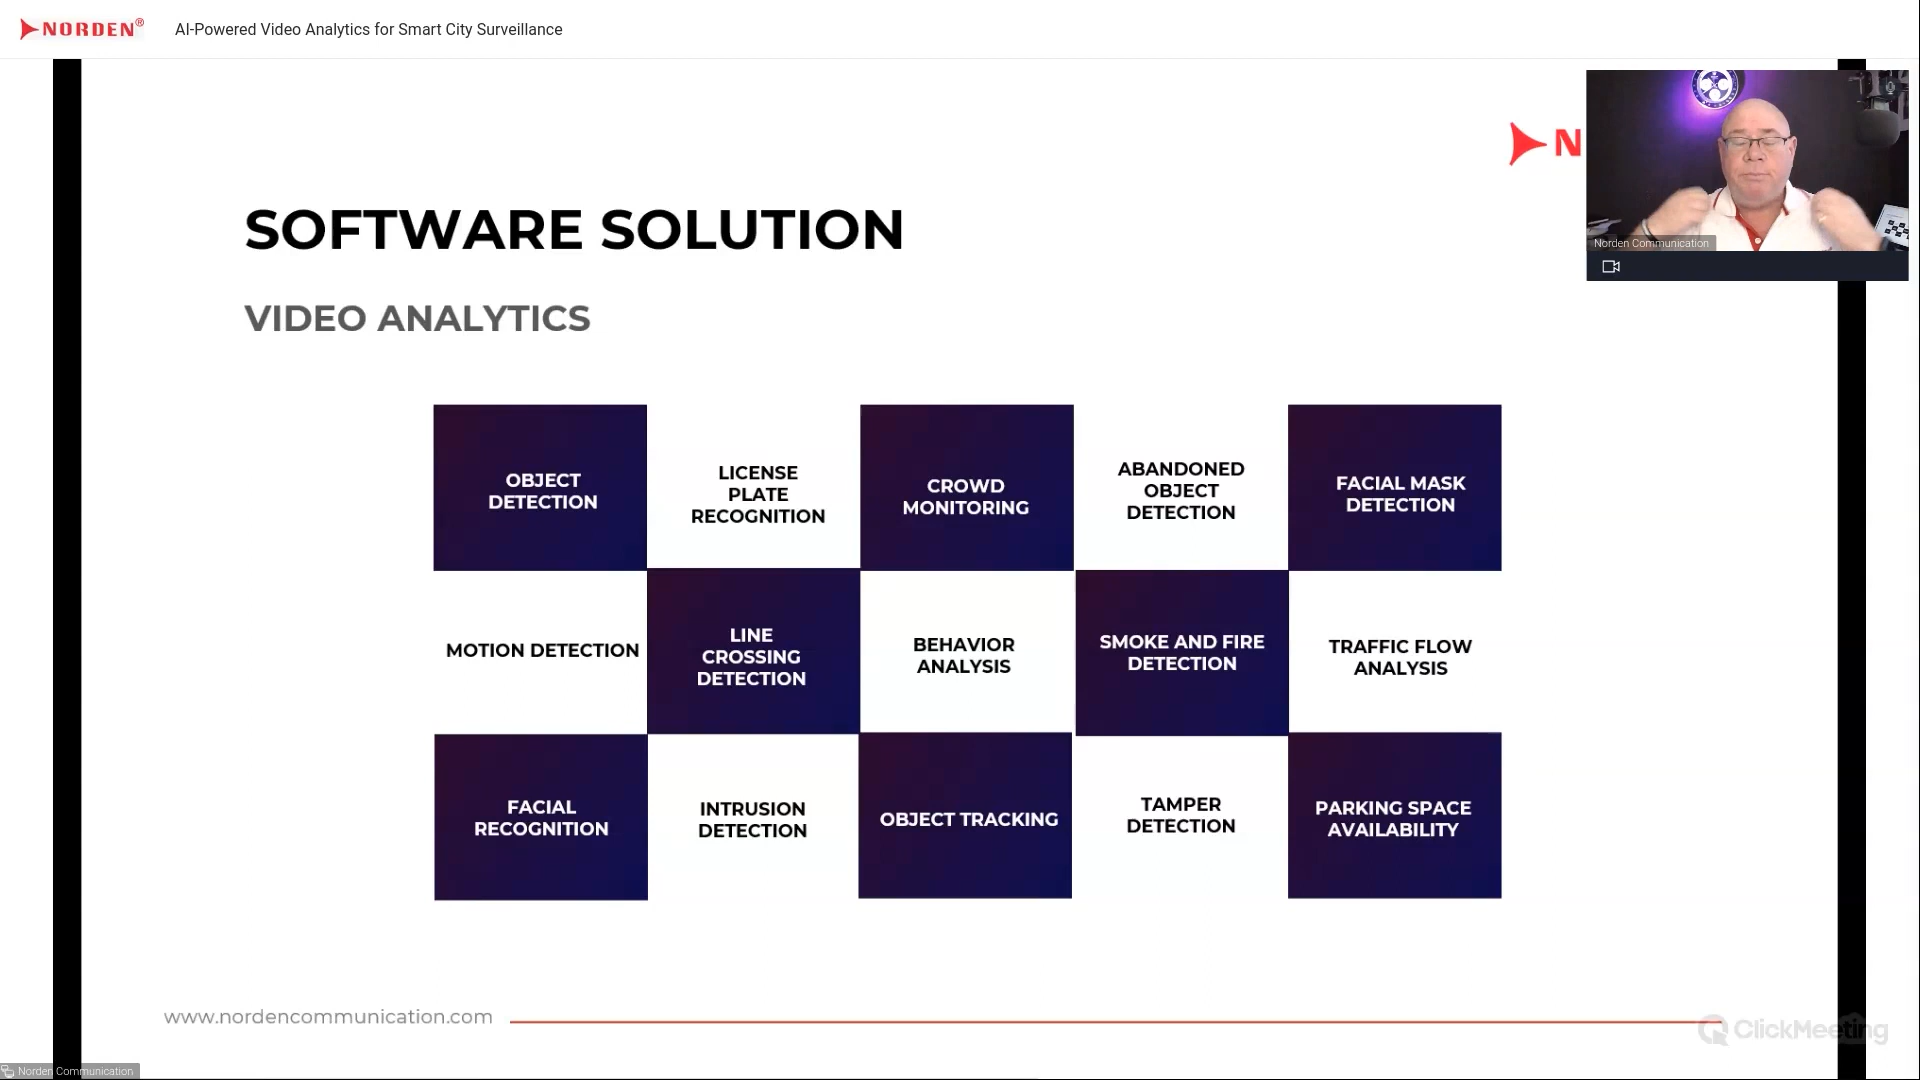 NORDEN®
AI-Powered Video Analytics for Smart City Surveillance
N
Norden Communication
SOFTWARE SOLUTION
VIDEO ANALYTICS
OBJECT
DETECTION
LICENSE
PLATE
RECOGNITION
CROWD
MONITORING
ABANDONED
OBJECT
DETECTION
FACIAL MASK
DETECTION
MOTION DETECTION
LINE
CROSSING
DETECTION
BEHAVIOR
ANALYSIS
SMOKE AND FIRE
DETECTION
TRAFFIC FLOW
ANALYSIS
FACIAL
RECOGNITION
INTRUSION
DETECTION
OBJECT TRACKING
TAMPER
DETECTION
PARKING SPACE
AVAILABILITY
www.nordencommunication.com
ClickMeeting
Norden Communication